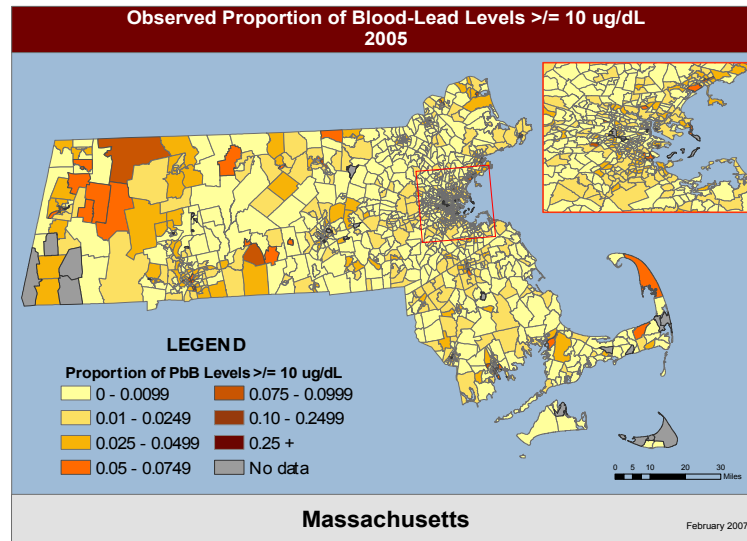 Observed Proportion of Blood-Lead Levels >/= 10 ug/dL
2005
LEGEND
Proportion of PbB Levels >/= 10 ug/dL
0 - 0.0099
0.01 - 0.0249
0.025 - 0.0499
0.05 - 0.0749
0.075 - 0.0999
0.10 - 0.2499
0.25 +
No data
0 5 10 20 30
Miles
Massachusetts
February 2007